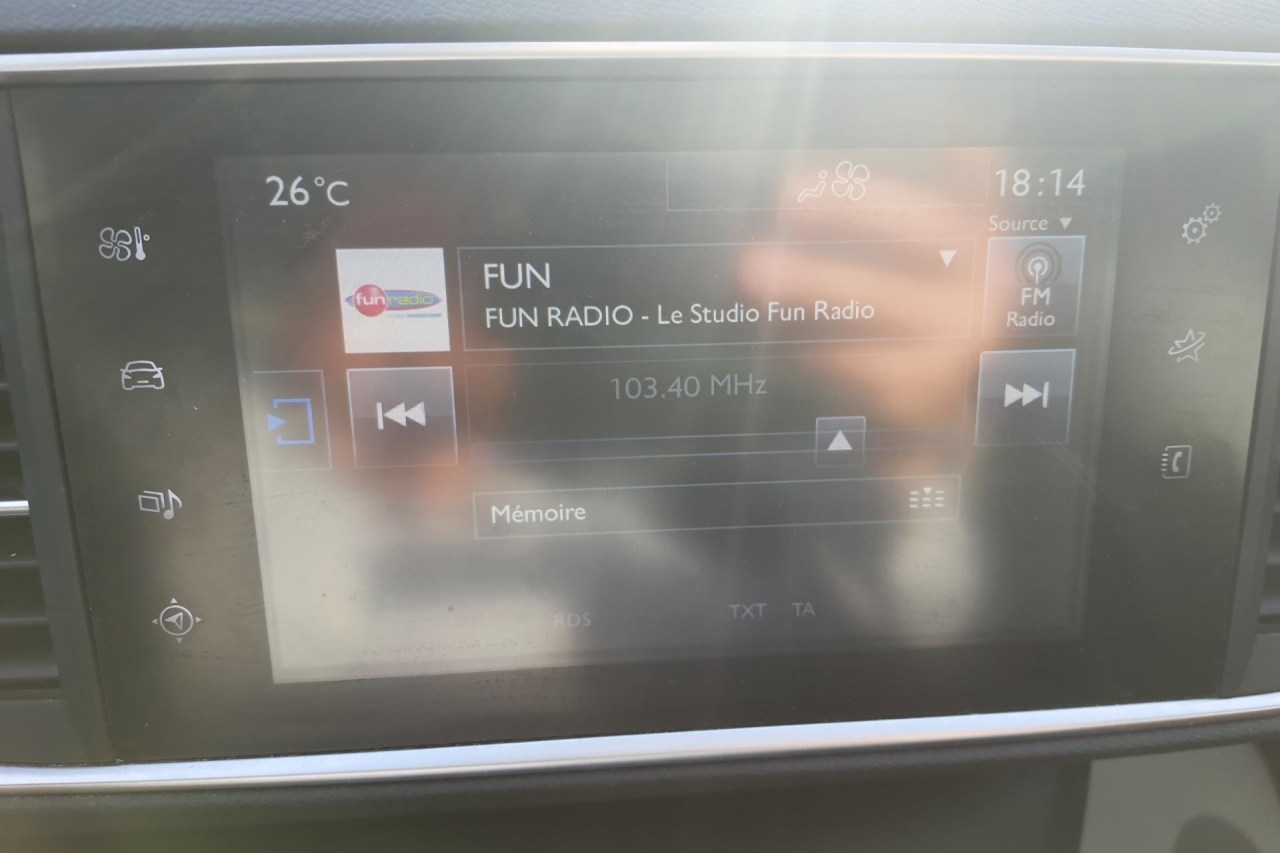 26°C
18:14
Source
fun radio
FUN
FUN RADIO - Le Studio Fun Radio
FM
Radio
103.40 MHz
Mémoire
RDS TXT TA